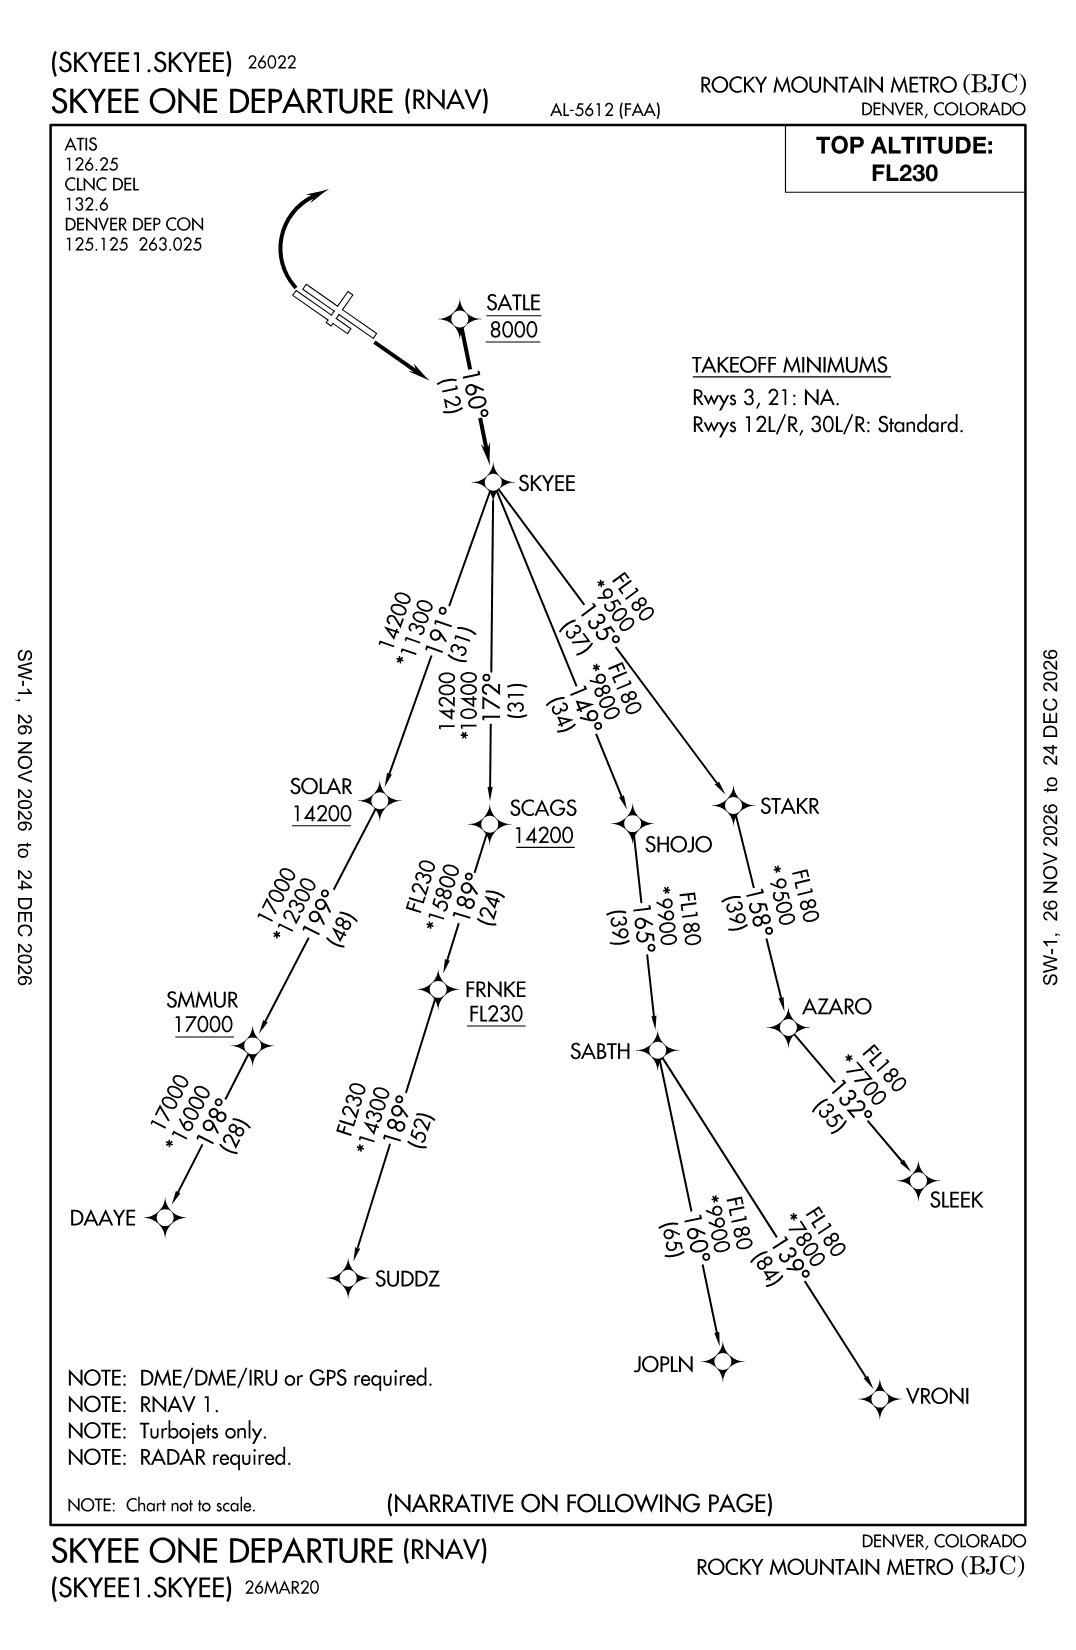 (SKYEE1.SKYEE) 26022
SKYEE ONE DEPARTURE (RNAV)
AL-5612 (FAA)
ROCKY MOUNTAIN METRO (BJC)
DENVER, COLORADO
ATIS
126.25
CLNC DEL
132.6
DENVER DEP CON
125.125 263.025
TOP ALTITUDE:
FL230
SATLE
8000
160°
(12)
TAKEOFF MINIMUMS
Rwys 3, 21: NA.
Rwys 12L/R, 30L/R: Standard.
SKYEE
14200
*11300
191°
(31)
14200
*10400
172°
(31)
FL180
*9800
149°
(34)
FL180
*9500
135°
(37)
SOLAR
14200
SCAGS
14200
SHOJO
STAKR
17000
*12300
199°
(48)
FL230
*15800
189°
(24)
FL180
*9900
165°
(39)
FL180
*9500
158°
(39)
SMMUR
17000
FRNKE
FL230
SABTH
AZARO
17000
*16000
198°
(28)
FL230
*14300
189°
(52)
FL180
*9900
160°
(65)
FL180
*7800
139°
(84)
FL180
*7700
132°
(35)
DAAYE
SUDDZ
JOPLN
VRONI
SLEEK
NOTE: DME/DME/IRU or GPS required.
NOTE: RNAV 1.
NOTE: Turbojets only.
NOTE: RADAR required.
NOTE: Chart not to scale.
(NARRATIVE ON FOLLOWING PAGE)
SKYEE ONE DEPARTURE (RNAV)
(SKYEE1.SKYEE) 26MAR20
DENVER, COLORADO
ROCKY MOUNTAIN METRO (BJC)
SW-1, 26 NOV 2026 to 24 DEC 2026
SW-1, 26 NOV 2026 to 24 DEC 2026